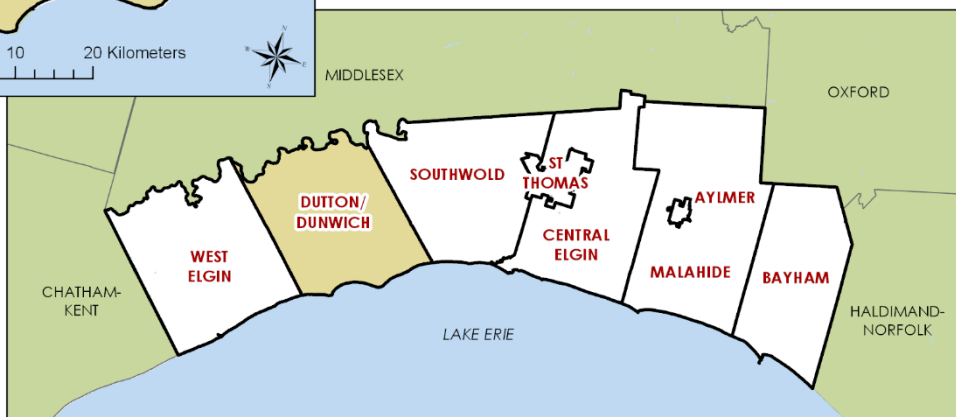 10 20 Kilometers
N
W
E
S
MIDDLESEX
OXFORD
SOUTHWOLD
ST
THOMAS
AYLMER
DUTTON/
DUNWICH
CENTRAL
ELGIN
WEST
ELGIN
MALAHIDE
BAYHAM
CHATHAM-
KENT
HALDIMAND-
NORFOLK
LAKE ERIE